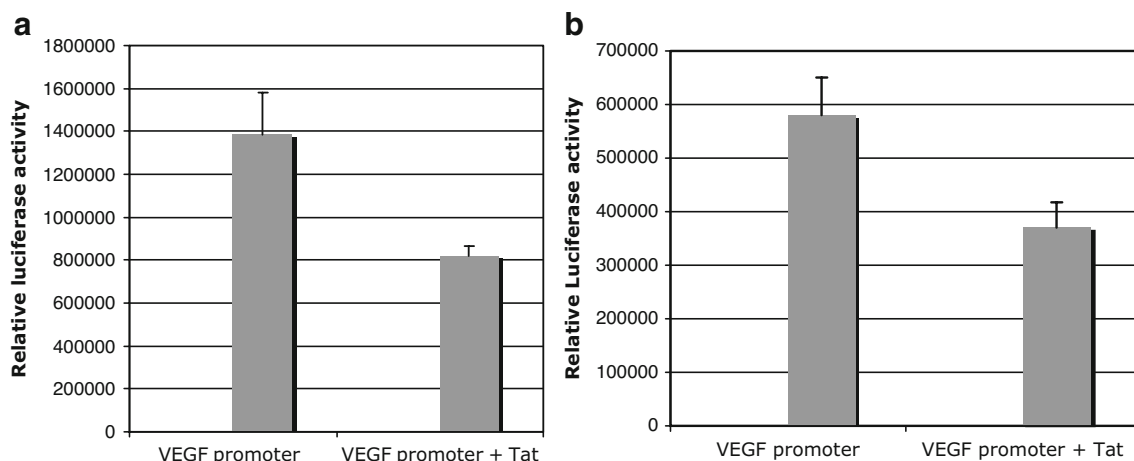 a
Relative luciferase activity
1800000
1600000
1400000
1200000
1000000
800000
600000
400000
200000
0
VEGF promoter
VEGF promoter + Tat
b
Relative Luciferase activity
700000
600000
500000
400000
300000
200000
100000
0
VEGF promoter
VEGF promoter + Tat